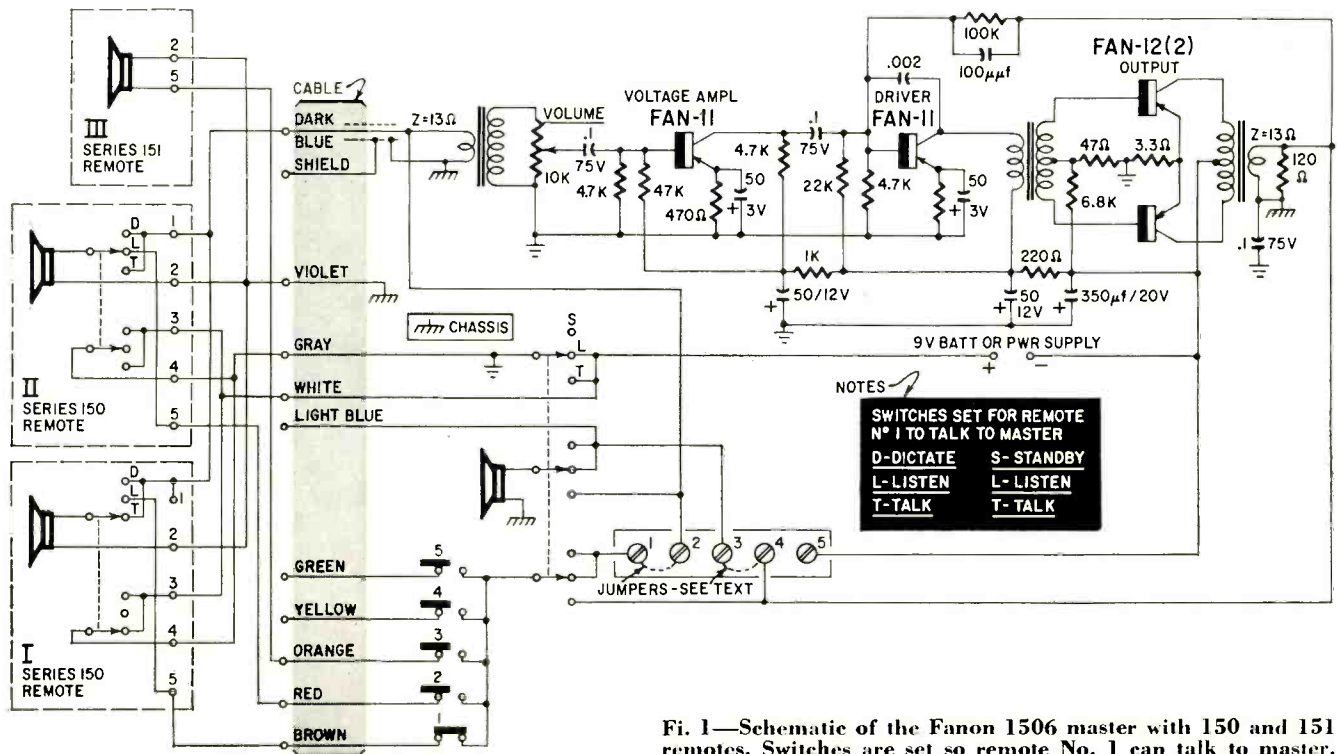 2
5
III
SERIES 151
REMOTE
D
L
T
1
2
3
4
5
II
SERIES 150
REMOTE
D
L
T
1
2
3
4
5
I
SERIES 150
REMOTE
CABLE
DARK
BLUE
SHIELD
VIOLET
GRAY
WHITE
LIGHT BLUE
GREEN
YELLOW
ORANGE
RED
BROWN
5
4
3
2
1
Z=13Ω
VOLUME
10K
.1
75V
4.7K
47K
VOLTAGE AMPL
FAN-11
470Ω
50
3V
4.7K
.1
75V
22K
.002
DRIVER
FAN-11
4.7K
50
3V
100K
100μμf
FAN-12(2)
OUTPUT
47Ω
3.3Ω
6.8K
Z=13Ω
120
Ω
.1
75V
1K
220Ω
50/12V
50
12V
350μf/20V
CHASSIS
S
L
T
9V BATT OR PWR SUPPLY
+ −
NOTES
SWITCHES SET FOR REMOTE
Nº 1 TO TALK TO MASTER
D-DICTATE S-STANDBY
L-LISTEN L-LISTEN
T-TALK T-TALK
1 2 3 4 5
JUMPERS-SEE TEXT
Fi. 1—Schematic of the Fanon 1506 master with 150 and 151
remotes. Switches are set so remote No. 1 can talk to master.